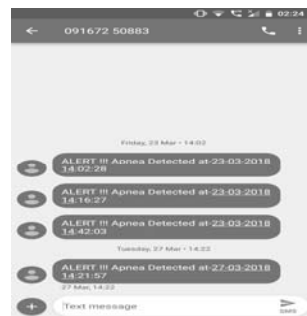 02:24
091672 50883
Friday, 23 Mar • 14:02
ALERT !!! Apnea Detected at-23-03-2018
14:02:28
ALERT !!! Apnea Detected at-23-03-2018
14:16:27
ALERT !!! Apnea Detected at-23-03-2018
14:42:03
Tuesday, 27 Mar • 14:22
ALERT !!! Apnea Detected at-27-03-2018
14:21:57
27 Mar, 14:22
Text message
SMS